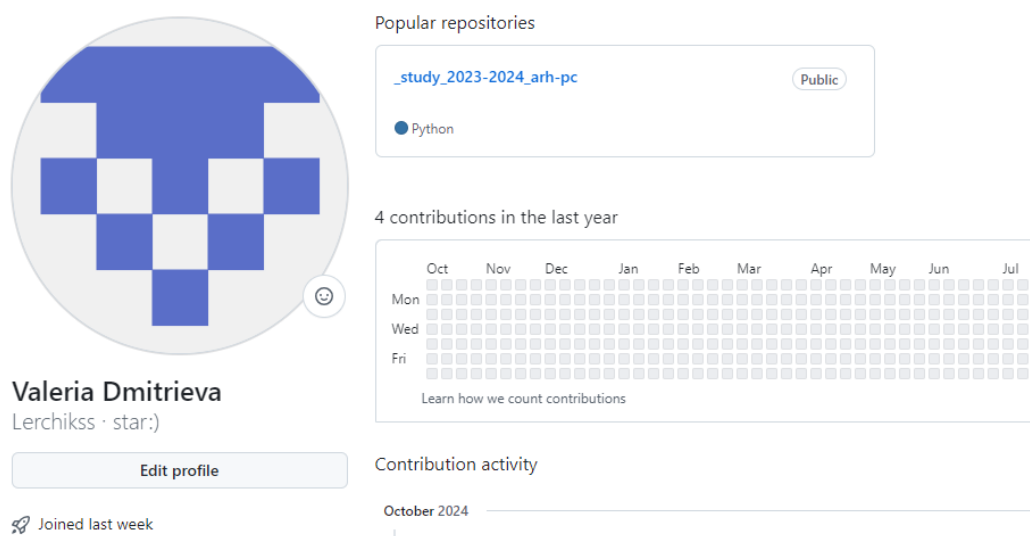 Popular repositories
_study_2023-2024_arh-pc
Public
Python
4 contributions in the last year
Oct Nov Dec Jan Feb Mar Apr May Jun Jul
Mon
Wed
Fri
Learn how we count contributions
Valeria Dmitrieva
Lerchikss · star:)
Edit profile
Joined last week
Contribution activity
October 2024